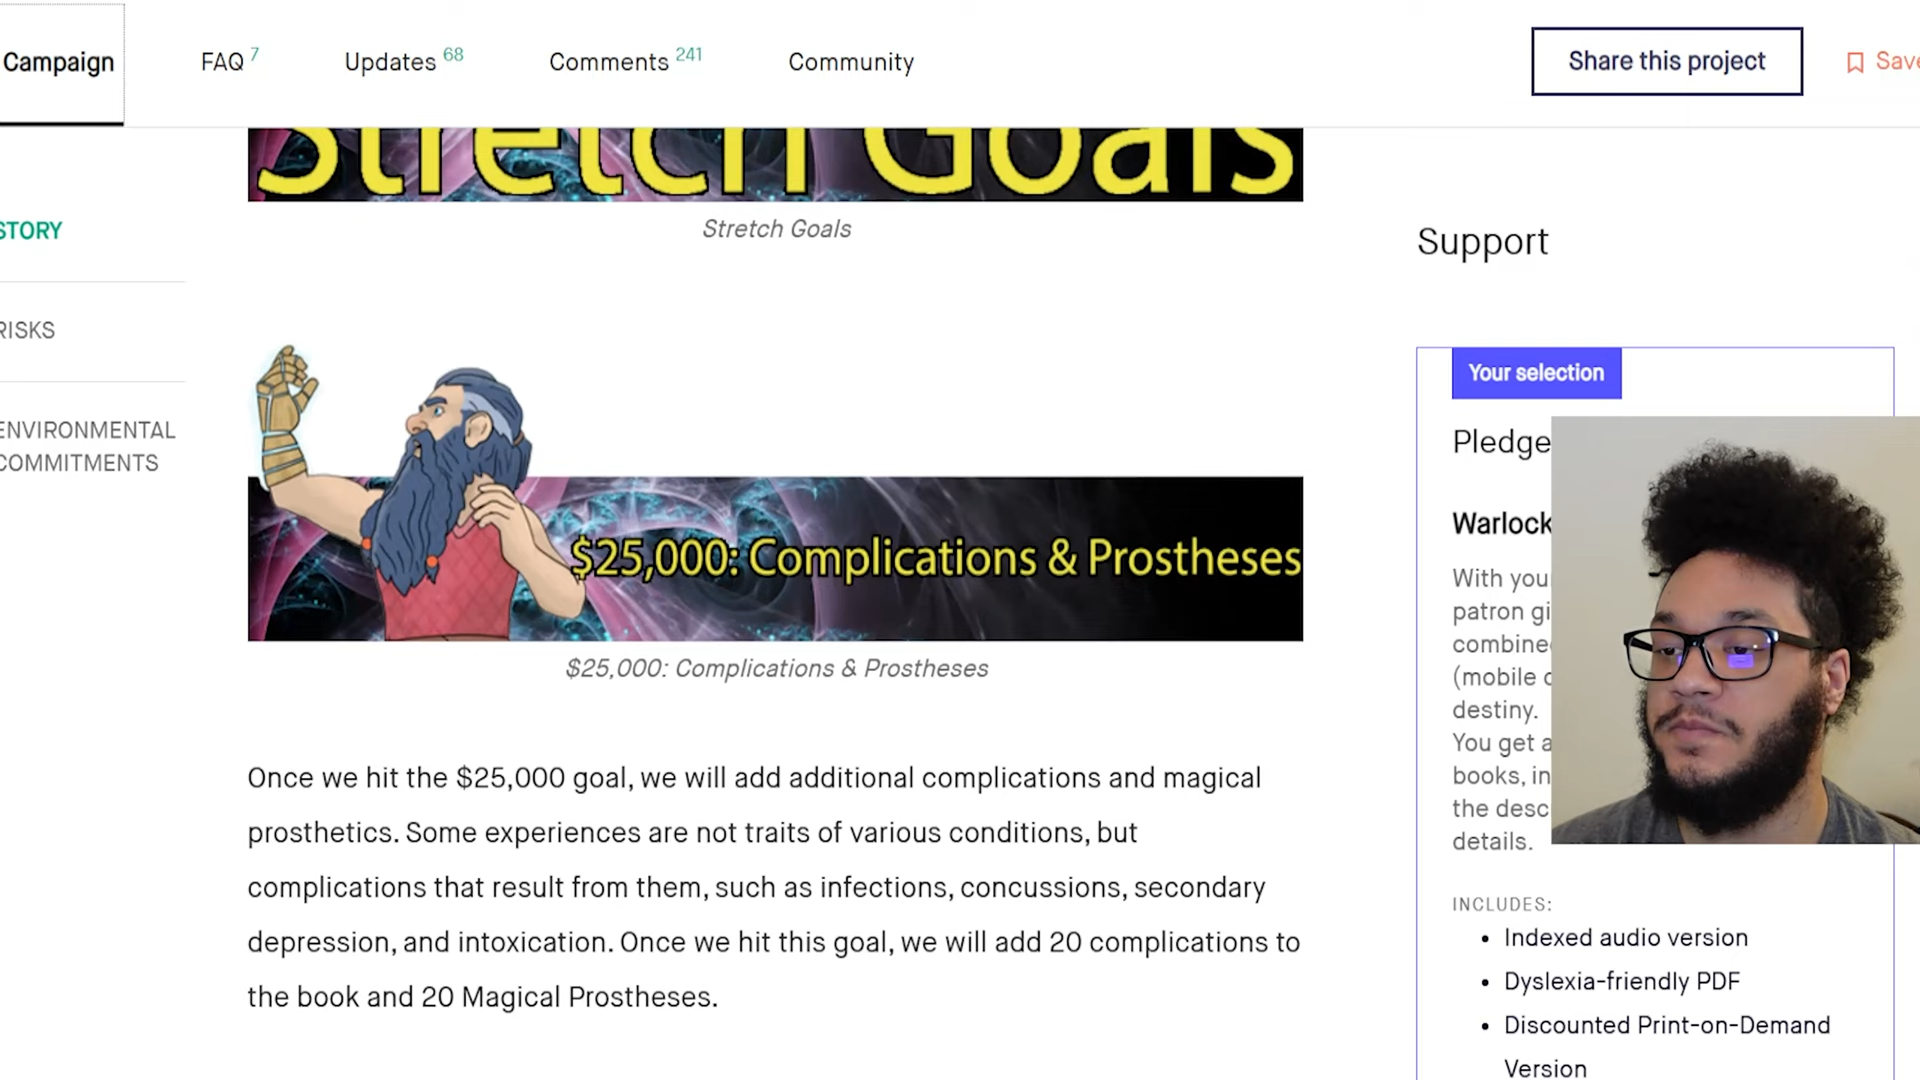 Campaign
FAQ 7
Updates 68
Comments 241
Community
Share this project
Save
Stretch Goals
Stretch Goals
STORY
RISKS
ENVIRONMENTAL
COMMITMENTS
$25,000: Complications & Prostheses
$25,000: Complications & Prostheses
Once we hit the $25,000 goal, we will add additional complications and magical
prosthetics. Some experiences are not traits of various conditions, but
complications that result from them, such as infections, concussions, secondary
depression, and intoxication. Once we hit this goal, we will add 20 complications to
the book and 20 Magical Prostheses.
Support
Your selection
Pledge
Warlock
With you
patron gi
combine
(mobile
destiny.
You get a
books, in
the desc
details.
INCLUDES:
• Indexed audio version
• Dyslexia-friendly PDF
• Discounted Print-on-Demand
Version